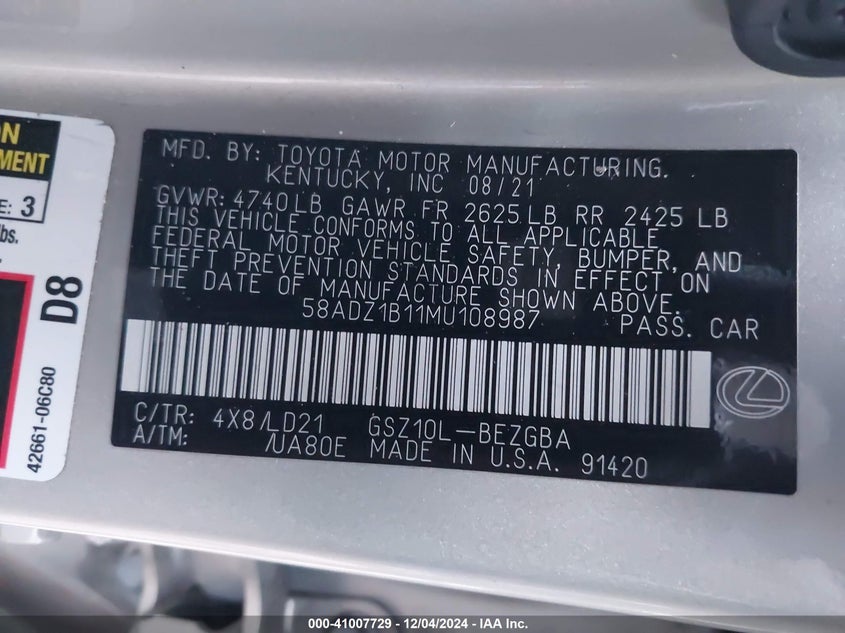 ON
MENT
E: 3
lbs.
D8
42661-06C80
MFD. BY: TOYOTA MOTOR MANUFACTURING.
KENTUCKY, INC 08/21
GVWR: 4740LB GAWR FR 2625 LB RR 2425 LB
THIS VEHICLE CONFORMS TO ALL APPLICABLE
FEDERAL MOTOR VEHICLE SAFETY, BUMPER, AND
THEFT PREVENTION STANDARDS IN EFFECT ON
THE DATE OF MANUFACTURE SHOWN ABOVE.
58ADZ1B11MU108987 PASS. CAR
C/TR: 4X8/LD21 GSZ10L-BEZGBA
A/TM: /UA80E MADE IN U.S.A. 91420
000-41007729 - 12/04/2024 - IAA Inc.